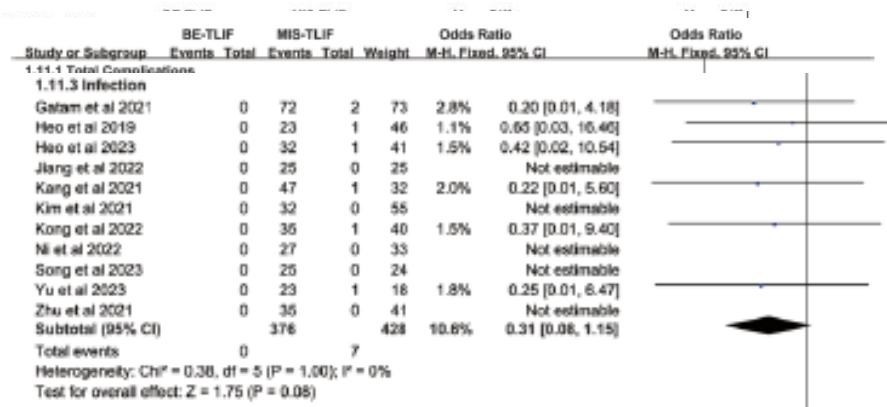 BE-TLIF MIS-TLIF Odds Ratio Odds Ratio
Study or Subgroup Events Total Events Total Weight M-H. Fixed. 95% CI M-H. Fixed. 95% CI
1.11.1 Total Complications
1.11.3 Infection
Gatam et al 2021 0 72 2 73 2.8% 0.20 [0.01, 4.18]
Heo et al 2019 0 23 1 46 1.1% 0.65 [0.03, 16.46]
Heo et al 2023 0 32 1 41 1.5% 0.42 [0.02, 10.54]
Jiang et al 2022 0 25 0 25 Not estimable
Kang et al 2021 0 47 1 32 2.0% 0.22 [0.01, 5.60]
Kim et al 2021 0 32 0 55 Not estimable
Kong et al 2022 0 35 1 40 1.5% 0.37 [0.01, 9.40]
Ni et al 2022 0 27 0 33 Not estimable
Song et al 2023 0 25 0 24 Not estimable
Yu et al 2023 0 23 1 18 1.8% 0.25 [0.01, 6.47]
Zhu et al 2021 0 35 0 41 Not estimable
Subtotal (95% CI) 376 428 10.6% 0.31 [0.08, 1.15]
Total events 0 7
Heterogeneity: Chi² = 0.38, df = 5 (P = 1.00); I² = 0%
Test for overall effect: Z = 1.75 (P = 0.08)